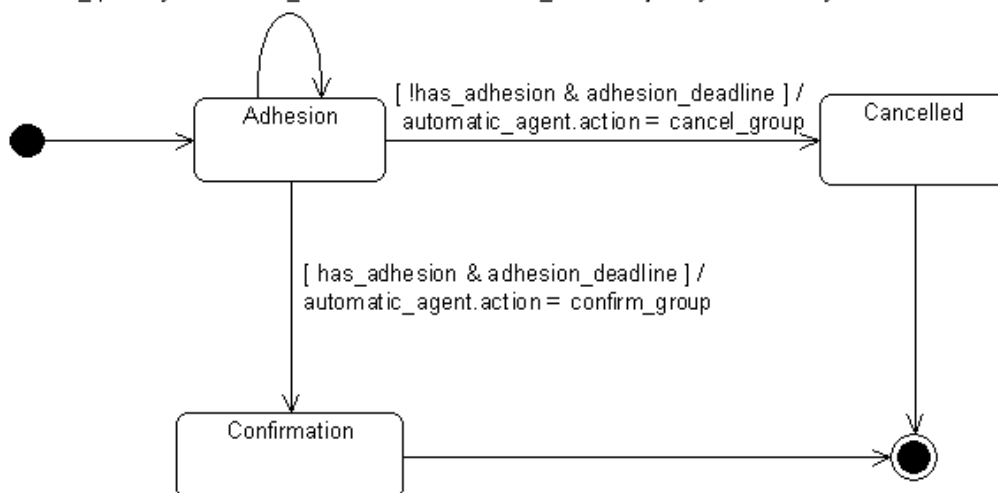 Adhesion
[ !has_adhesion & adhesion_deadline ] /
automatic_agent.action = cancel_group
Cancelled
[ has_adhesion & adhesion_deadline ] /
automatic_agent.action = confirm_group
Confirmation